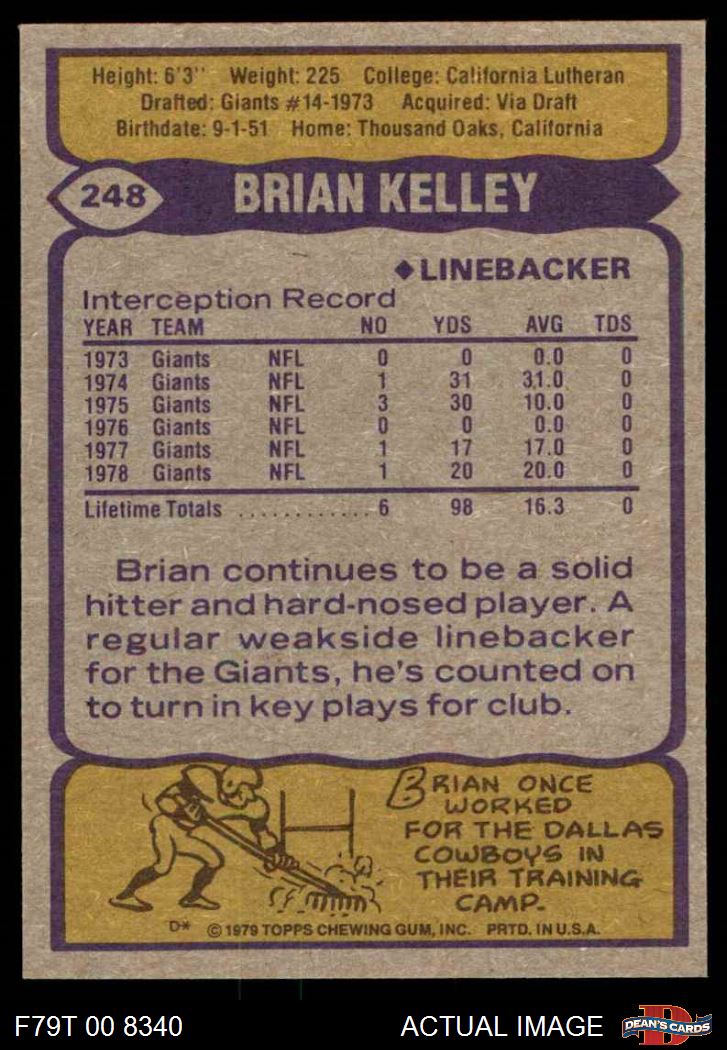 Height: 6'3'' Weight: 225 College: California Lutheran
Drafted: Giants #14-1973 Acquired: Via Draft
Birthdate: 9-1-51 Home: Thousand Oaks, California
248 BRIAN KELLEY
♦LINEBACKER
Interception Record
YEAR TEAM NO YDS AVG TDS
1973 Giants NFL 0 0 0.0 0
1974 Giants NFL 1 31 31.0 0
1975 Giants NFL 3 30 10.0 0
1976 Giants NFL 0 0 0.0 0
1977 Giants NFL 1 17 17.0 0
1978 Giants NFL 1 20 20.0 0
Lifetime Totals ............ 6 98 16.3 0
Brian continues to be a solid
hitter and hard-nosed player. A
regular weakside linebacker
for the Giants, he's counted on
to turn in key plays for club.
BRIAN ONCE
WORKED
FOR THE DALLAS
COWBOYS IN
THEIR TRAINING
CAMP.
D* © 1979 TOPPS CHEWING GUM, INC. PRTD. IN U.S.A.
F79T 00 8340 ACTUAL IMAGE D DEAN'S CARDS